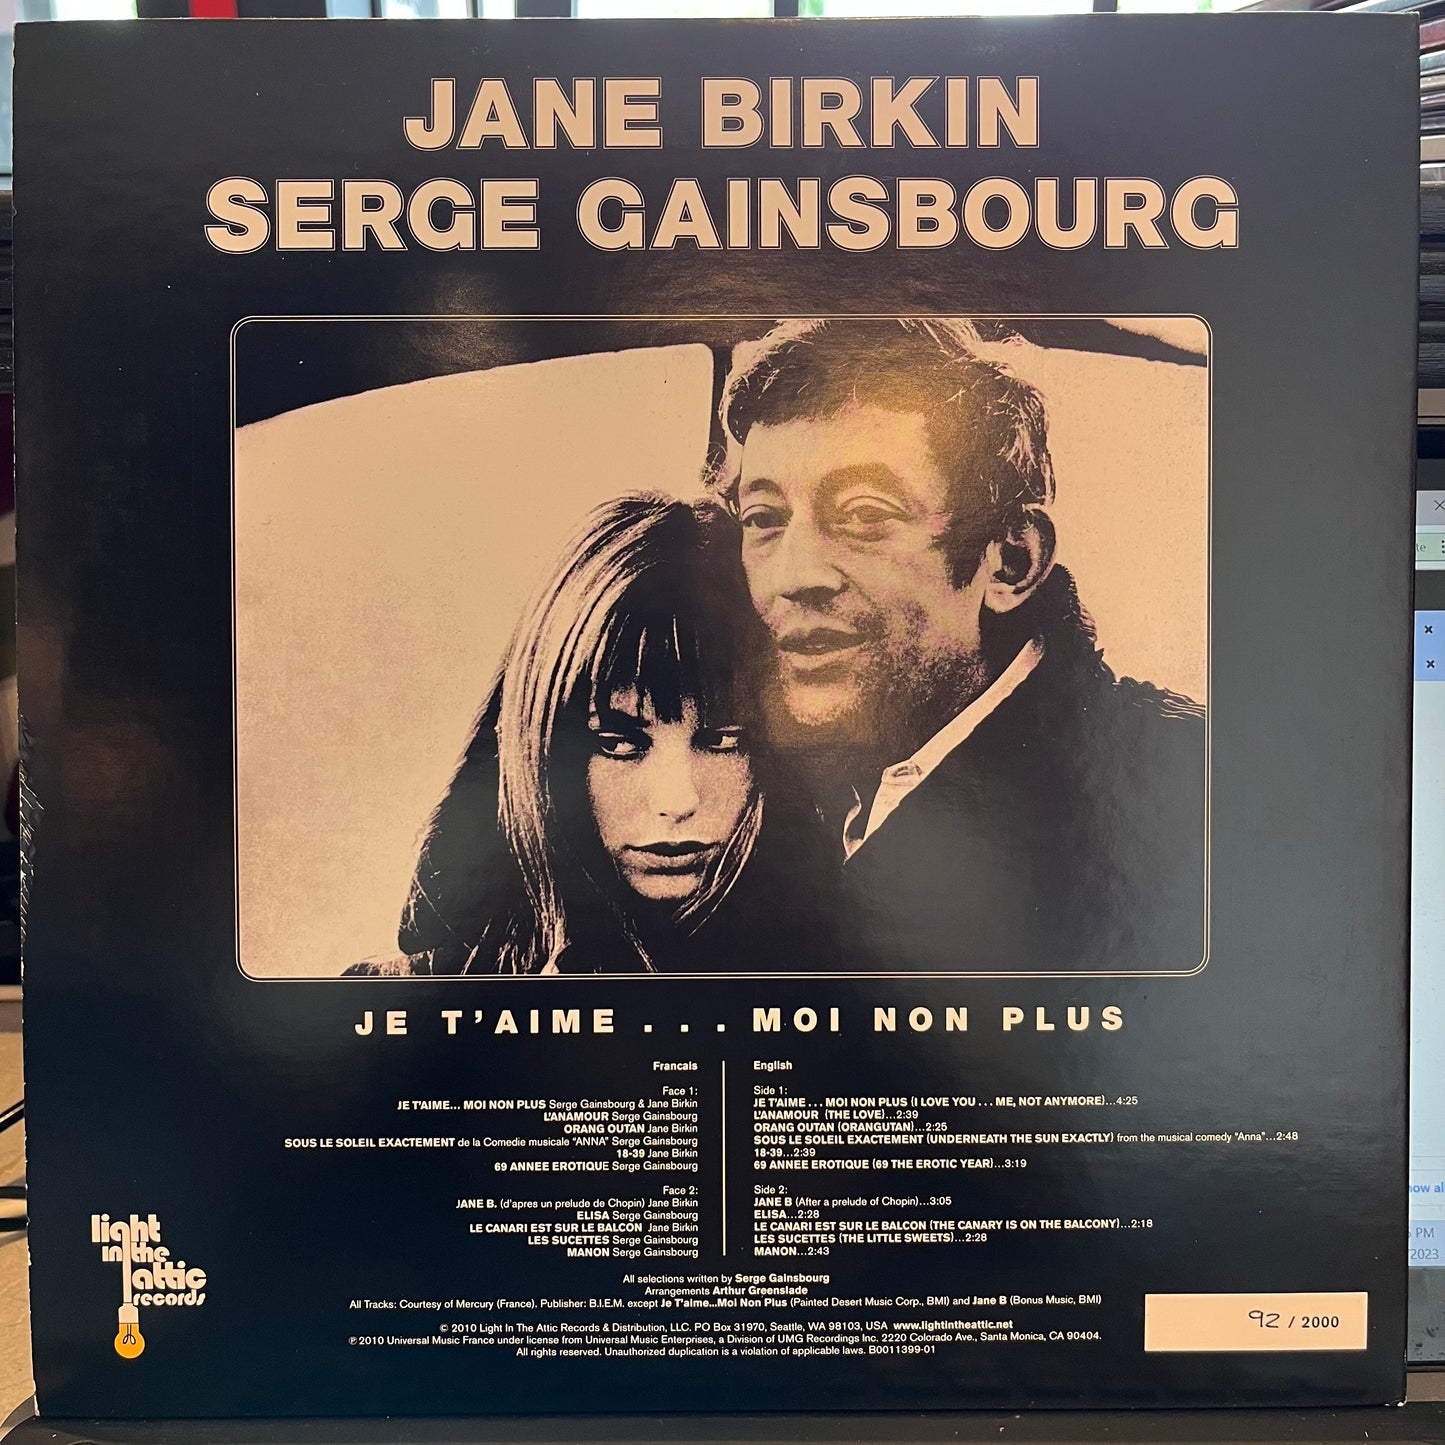 JANE BIRKIN
SERGE GAINSBOURG
JE T'AIME . . . MOI NON PLUS
Francais
Face 1:
JE T'AIME... MOI NON PLUS Serge Gainsbourg & Jane Birkin
L'ANAMOUR Serge Gainsbourg
ORANG OUTAN Jane Birkin
SOUS LE SOLEIL EXACTEMENT de la Comedie musicale "ANNA" Serge Gainsbourg
18-39 Jane Birkin
69 ANNEE EROTIQUE Serge Gainsbourg
Face 2:
JANE B. (d'apres un prelude de Chopin) Jane Birkin
ELISA Serge Gainsbourg
LE CANARI EST SUR LE BALCON Jane Birkin
LES SUCETTES Serge Gainsbourg
MANON Serge Gainsbourg
English
Side 1:
JE T'AIME . . . MOI NON PLUS (I LOVE YOU . . . ME, NOT ANYMORE)...4:25
L'ANAMOUR (THE LOVE)...2:39
ORANG OUTAN (ORANGUTAN)...2:25
SOUS LE SOLEIL EXACTEMENT (UNDERNEATH THE SUN EXACTLY) from the musical comedy "Anna"...2:48
18-39...2:39
69 ANNEE EROTIQUE (69 THE EROTIC YEAR)...3:19
Side 2:
JANE B (After a prelude of Chopin)...3:05
ELISA...2:28
LE CANARI EST SUR LE BALCON (THE CANARY IS ON THE BALCONY)...2:18
LES SUCETTES (THE LITTLE SWEETS)...2:28
MANON...2:43
All selections written by Serge Gainsbourg
Arrangements Arthur Greenslade
All Tracks: Courtesy of Mercury (France). Publisher: B.I.E.M. except Je T'aime...Moi Non Plus (Painted Desert Music Corp., BMI) and Jane B (Bonus Music, BMI)
© 2010 Light In The Attic Records & Distribution, LLC. PO Box 31970, Seattle, WA 98103, USA www.lightintheattic.net
℗ 2010 Universal Music France under license from Universal Music Enterprises, a Division of UMG Recordings Inc. 2220 Colorado Ave., Santa Monica, CA 90404.
All rights reserved. Unauthorized duplication is a violation of applicable laws. B0011399-01
light
in the
attic
records
92 / 2000
PM